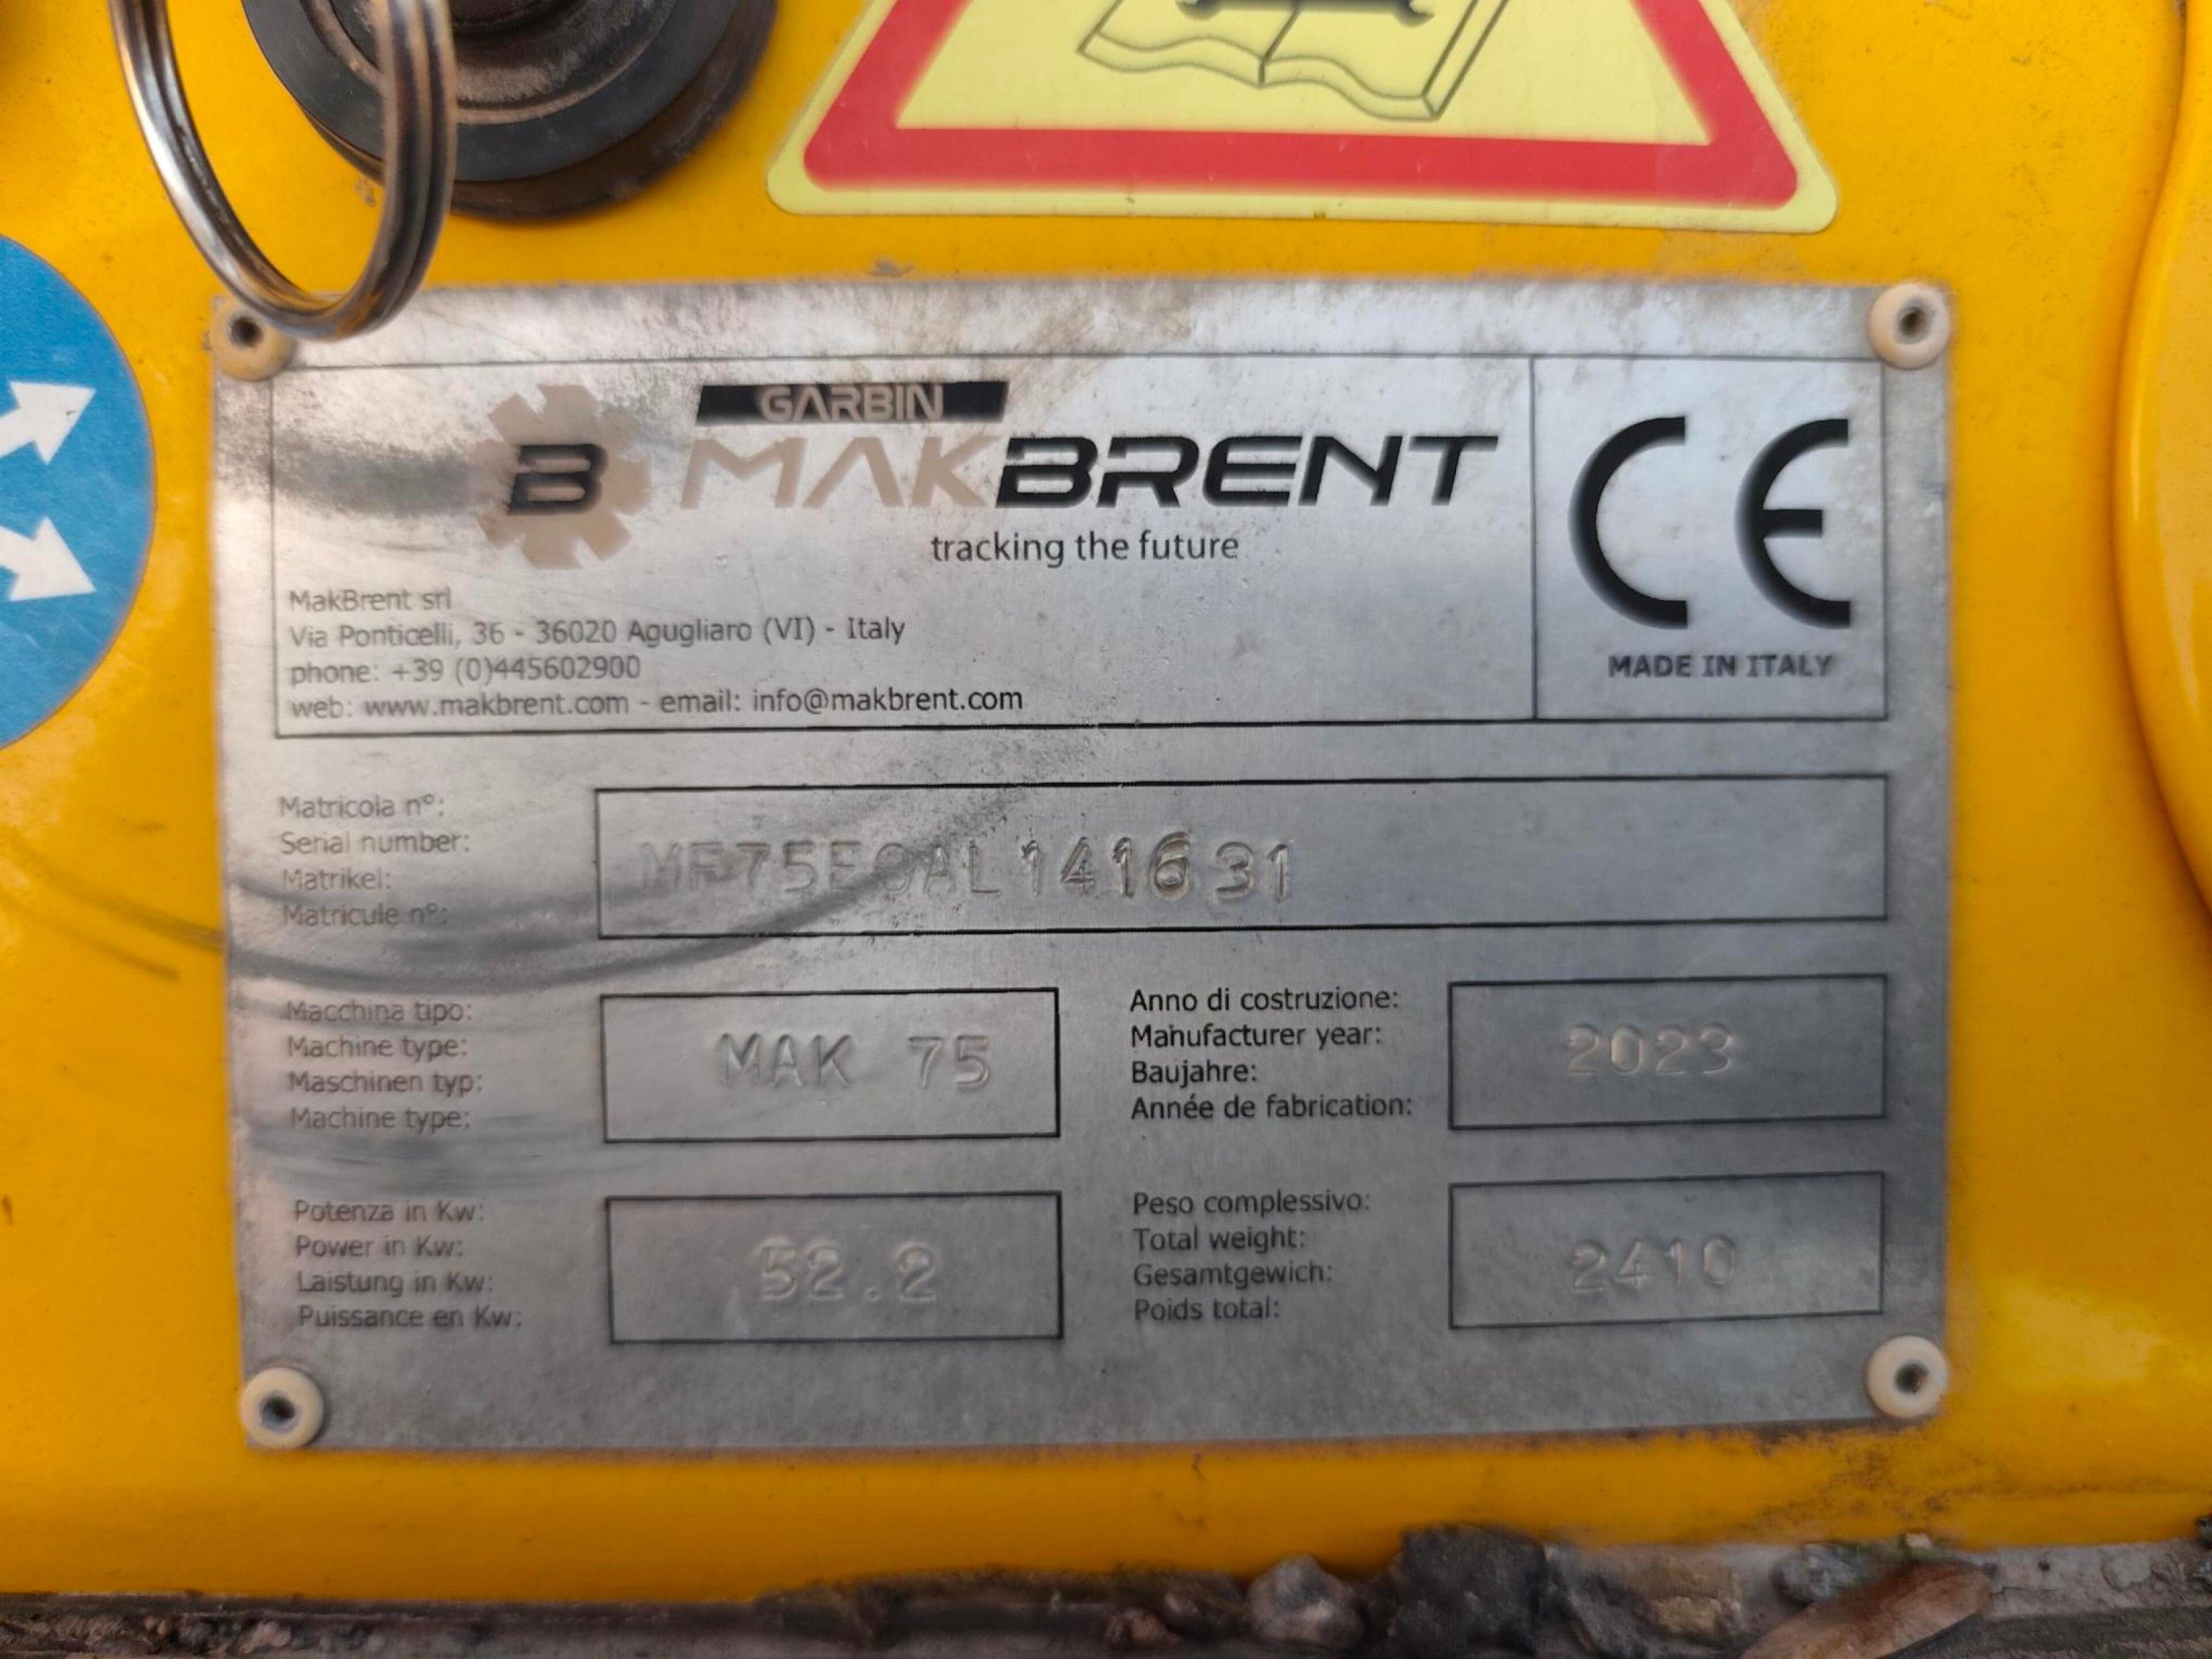 GARBIN
B MAKBRENT
tracking the future
MakBrent srl
Via Ponticelli, 36 - 36020 Agugliaro (VI) - Italy
phone: +39 (0)445602900
web: www.makbrent.com - email: info@makbrent.com
CE
MADE IN ITALY
Matricola n°:
Serial number:
Matrikel:
Matricule n°:
Macchina tipo:
Machine type:
Maschinen typ:
Machine type:
MAK 75
Anno di costruzione:
Manufacturer year:
Baujahre:
Année de fabrication:
2023
Potenza in Kw:
Power in Kw:
Laistung in Kw:
Puissance en Kw:
52.2
Peso complessivo:
Total weight:
Gesamtgewich:
Poids total:
2410